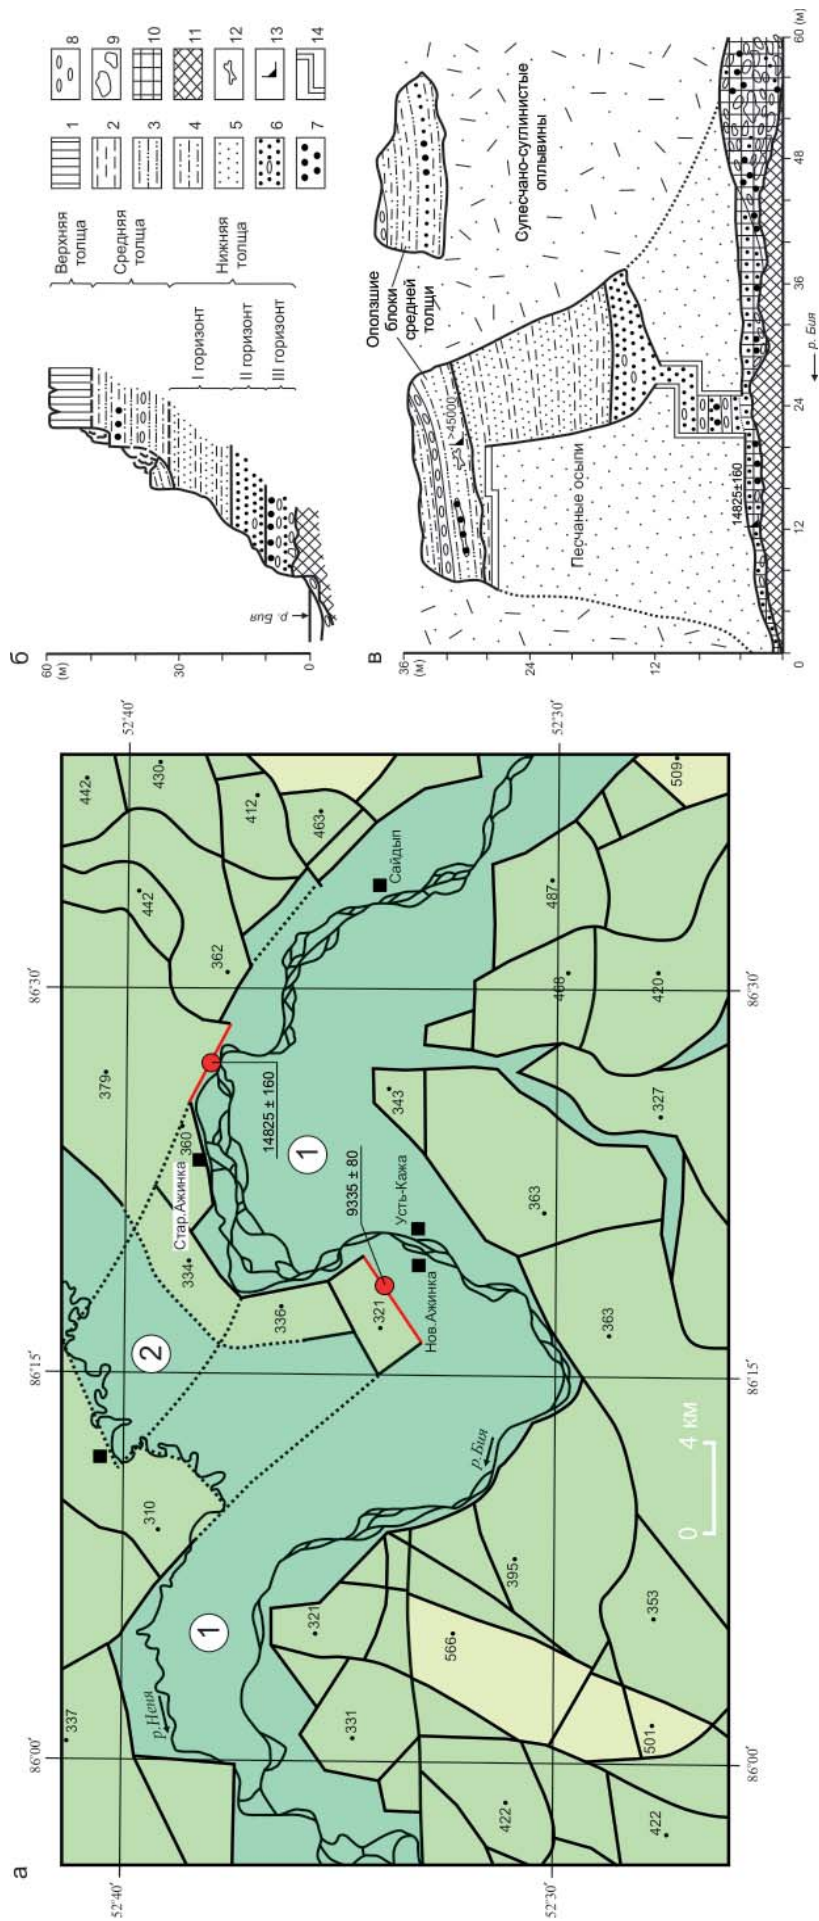 а
86°00′
86°15′
86°30′
52°40′
52°30′
337
р.Неня
310
2
1
334
Стар.Ажинка
360
379
362
442
442
430
412
463
14825 ± 160
Сайдып
336
321
9335 ± 80
1
343
Усть-Кажа
Нов.Ажинка
р.Бия
321
331
566
395
363
363
487
468
420
327
509
422
501
353
422
0 4 км
52°40′
52°30′
86°00′
86°15′
86°30′
б
60
(м)
30
0
р. Бия
Верхняя
толща
Средняя
толща
Нижняя
толща
I горизонт
II горизонт
III горизонт
1
2
3
4
5
6
7
8
9
10
11
12
13
14
в
36
(м)
24
12
0
Оползшие
блоки
средней
толщи
>45000
Супесчано-суглинистые
оплывины
Песчаные осыпи
14825±160
0
12
24
36
48
60 (м)
р. Бия